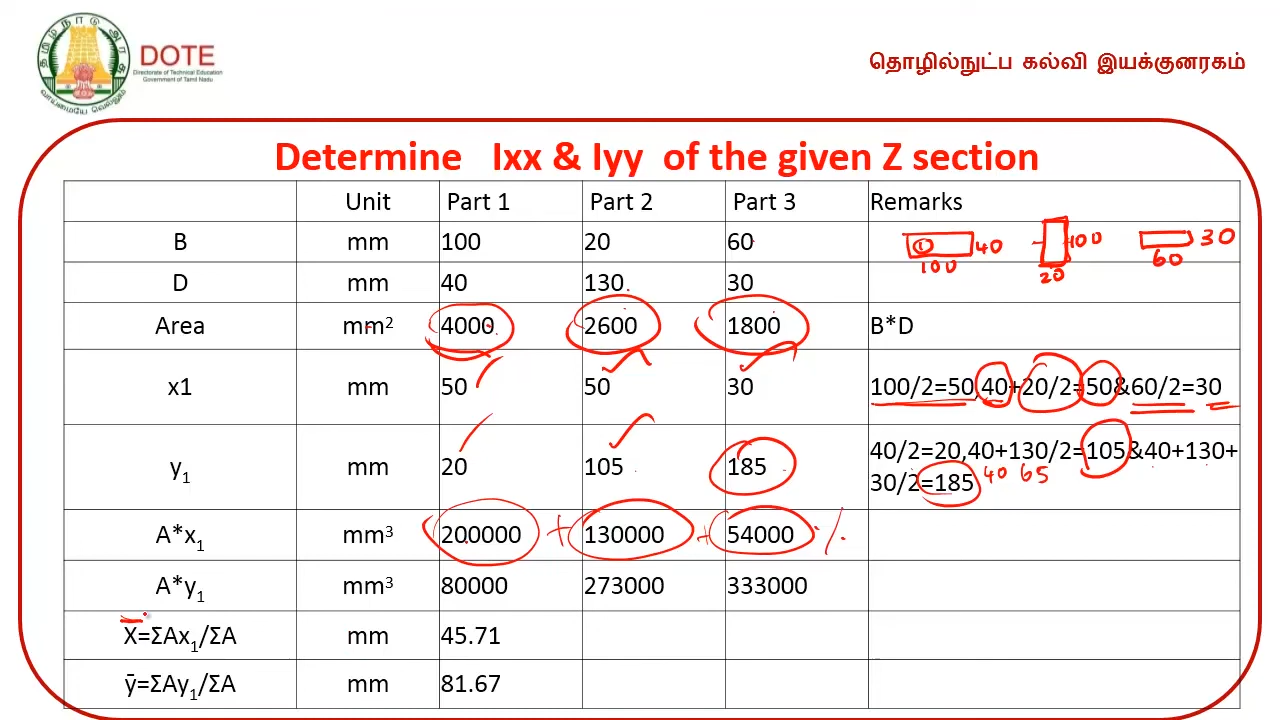 தமிழ்நாடு அரசு
வாய்மையே வெல்லும்
DOTE
Directorate of Technical Education
Government of Tamil Nadu
தொழில்நுட்ப கல்வி இயக்குனரகம்
Determine Ixx & Iyy of the given Z section
Unit Part 1 Part 2 Part 3 Remarks
B mm 100 20 60 ① 40 100 100 20 30 60
D mm 40 130 30
Area mm² 4000 2600 1800 B*D
x1 mm 50 50 30 100/2=50,40+20/2=50&60/2=30
y₁ mm 20 105 185 40/2=20,40+130/2=105&40+130+
30/2=185 40 65
A*x₁ mm³ 200000 + 130000 + 54000 /.
A*y₁ mm³ 80000 273000 333000
X̄=ΣAx₁/ΣA mm 45.71
ȳ=ΣAy₁/ΣA mm 81.67